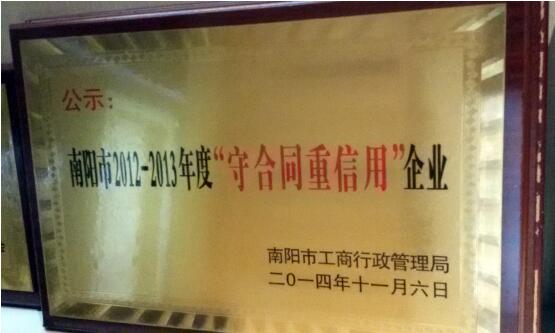 公示：
南阳市2012-2013年度“守合同重信用”企业
南阳市工商行政管理局
二〇一四年十一月六日